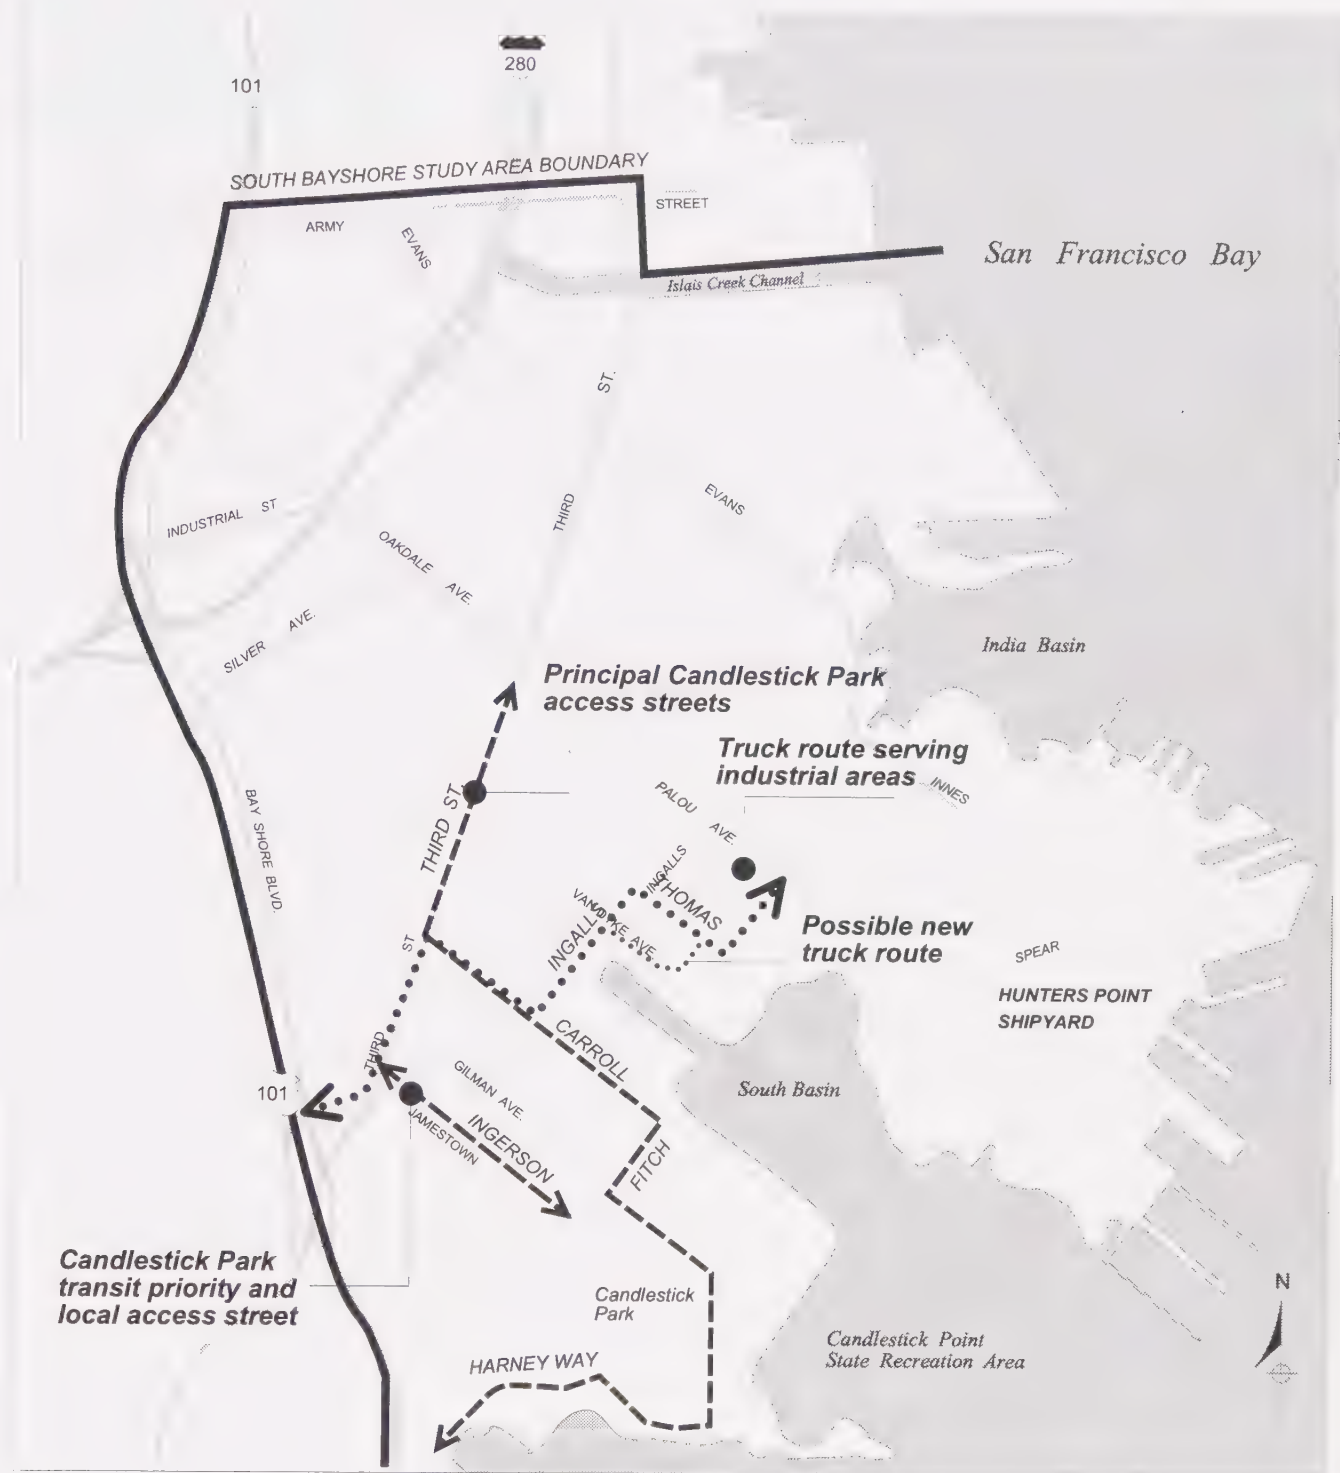 280
101
SOUTH BAYSHORE STUDY AREA BOUNDARY
STREET
ARMY
EVANS
San Francisco Bay
Islais Creek Channel
ST.
THIRD
EVANS
INDUSTRIAL ST
OAKDALE AVE.
SILVER AVE.
India Basin
Principal Candlestick Park
access streets
Truck route serving
industrial areas
INNES
PALOU AVE.
BAY SHORE BLVD.
THIRD ST.
INGALLS
THOMAS
VAN DYKE AVE
INGALLS
Possible new
truck route
ST
SPEAR
HUNTERS POINT
SHIPYARD
CARROLL
THIRD
GILMAN AVE.
101
South Basin
JAMESTOWN
INGERSON
FITCH
Candlestick Park
transit priority and
local access street
Candlestick
Park
N
HARNEY WAY
Candlestick Point
State Recreation Area